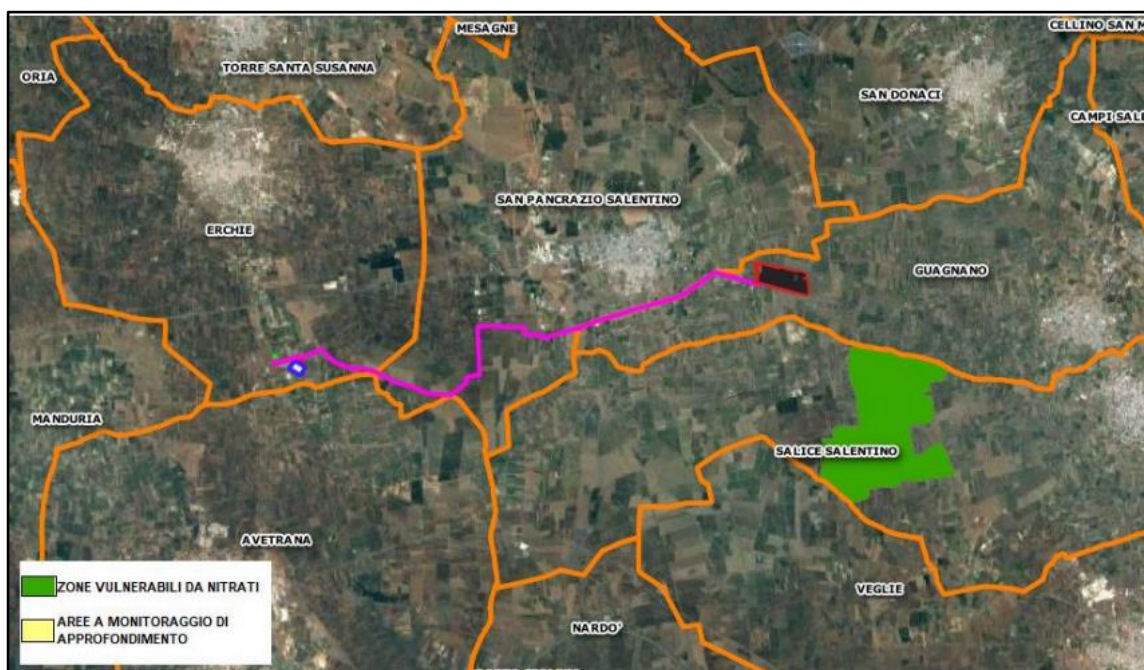 MESAGNE
CELLINO SAN M
ORIA
TORRE SANTA SUSANNA
SAN DONACI
CAMPI SALE
SAN PANCRAZIO SALENTINO
ERCHIE
GUAGNANO
MANDURIA
SALICE SALENTINO
AVETRANA
ZONE VULNERABILI DA NITRATI
AREE A MONITORAGGIO DI
APPROFONDIMENTO
VEGLIE
NARDO'